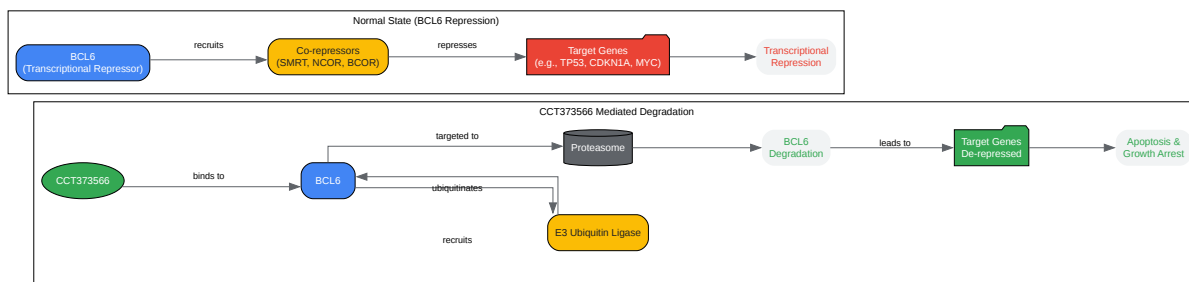 Normal State (BCL6 Repression)
BCL6
(Transcriptional Repressor)
recruits
Co-repressors
(SMRT, NCOR, BCOR)
represses
Target Genes
(e.g., TP53, CDKN1A, MYC)
Transcriptional
Repression
CCT373566 Mediated Degradation
CCT373566
binds to
BCL6
targeted to
Proteasome
BCL6
Degradation
leads to
Target Genes
De-repressed
Apoptosis &
Growth Arrest
ubiquitinates
E3 Ubiquitin Ligase
recruits